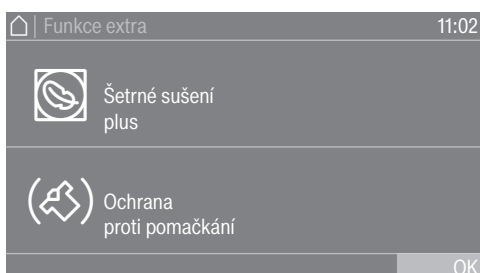 Funkce extra 11:02
Šetrné sušení
plus
Ochrana
proti pomačkání
OK